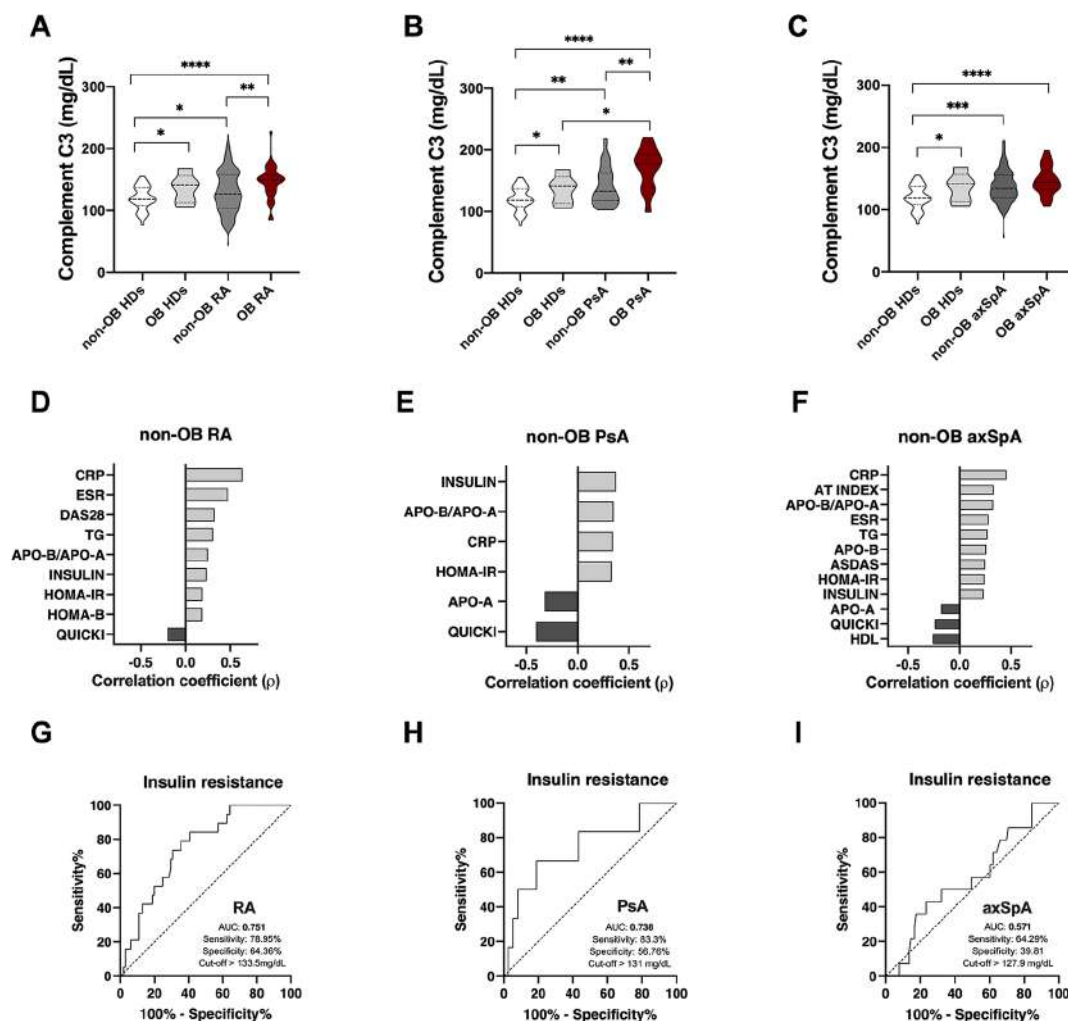 A
Complement C3 (mg/dL)
300
200
100
0
****
*
**
*
non-OB HDs
OB HDs
non-OB RA
OB RA
B
Complement C3 (mg/dL)
300
200
100
0
****
**
**
*
*
non-OB HDs
OB HDs
non-OB PsA
OB PsA
C
Complement C3 (mg/dL)
300
200
100
0
****
***
*
non-OB HDs
OB HDs
non-OB axSpA
OB axSpA
D
non-OB RA
CRP
ESR
DAS28
TG
APO-B/APO-A
INSULIN
HOMA-IR
HOMA-B
QUICKI
-0.5 0.0 0.5
Correlation coefficient (ρ)
E
non-OB PsA
INSULIN
APO-B/APO-A
CRP
HOMA-IR
APO-A
QUICKI
-0.5 0.0 0.5
Correlation coefficient (ρ)
F
non-OB axSpA
CRP
AT INDEX
APO-B/APO-A
ESR
TG
APO-B
ASDAS
HOMA-IR
INSULIN
APO-A
QUICKI
HDL
-0.5 0.0 0.5
Correlation coefficient (ρ)
G
Insulin resistance
Sensitivity%
100
80
60
40
20
0
RA
AUC: 0.751
Sensitivity: 78.95%
Specificity: 64.36%
Cut-off > 133.5mg/dL
0 20 40 60 80 100
100% - Specificity%
H
Insulin resistance
Sensitivity%
100
80
60
40
20
0
PsA
AUC: 0.738
Sensitivity: 83.3%
Specificity: 56.76%
Cut-off > 131 mg/dL
0 20 40 60 80 100
100% - Specificity%
I
Insulin resistance
Sensitivity%
100
80
60
40
20
0
axSpA
AUC: 0.571
Sensitivity: 64.29%
Specificity: 39.81
Cut-off > 127.9 mg/dL
0 20 40 60 80 100
100% - Specificity%